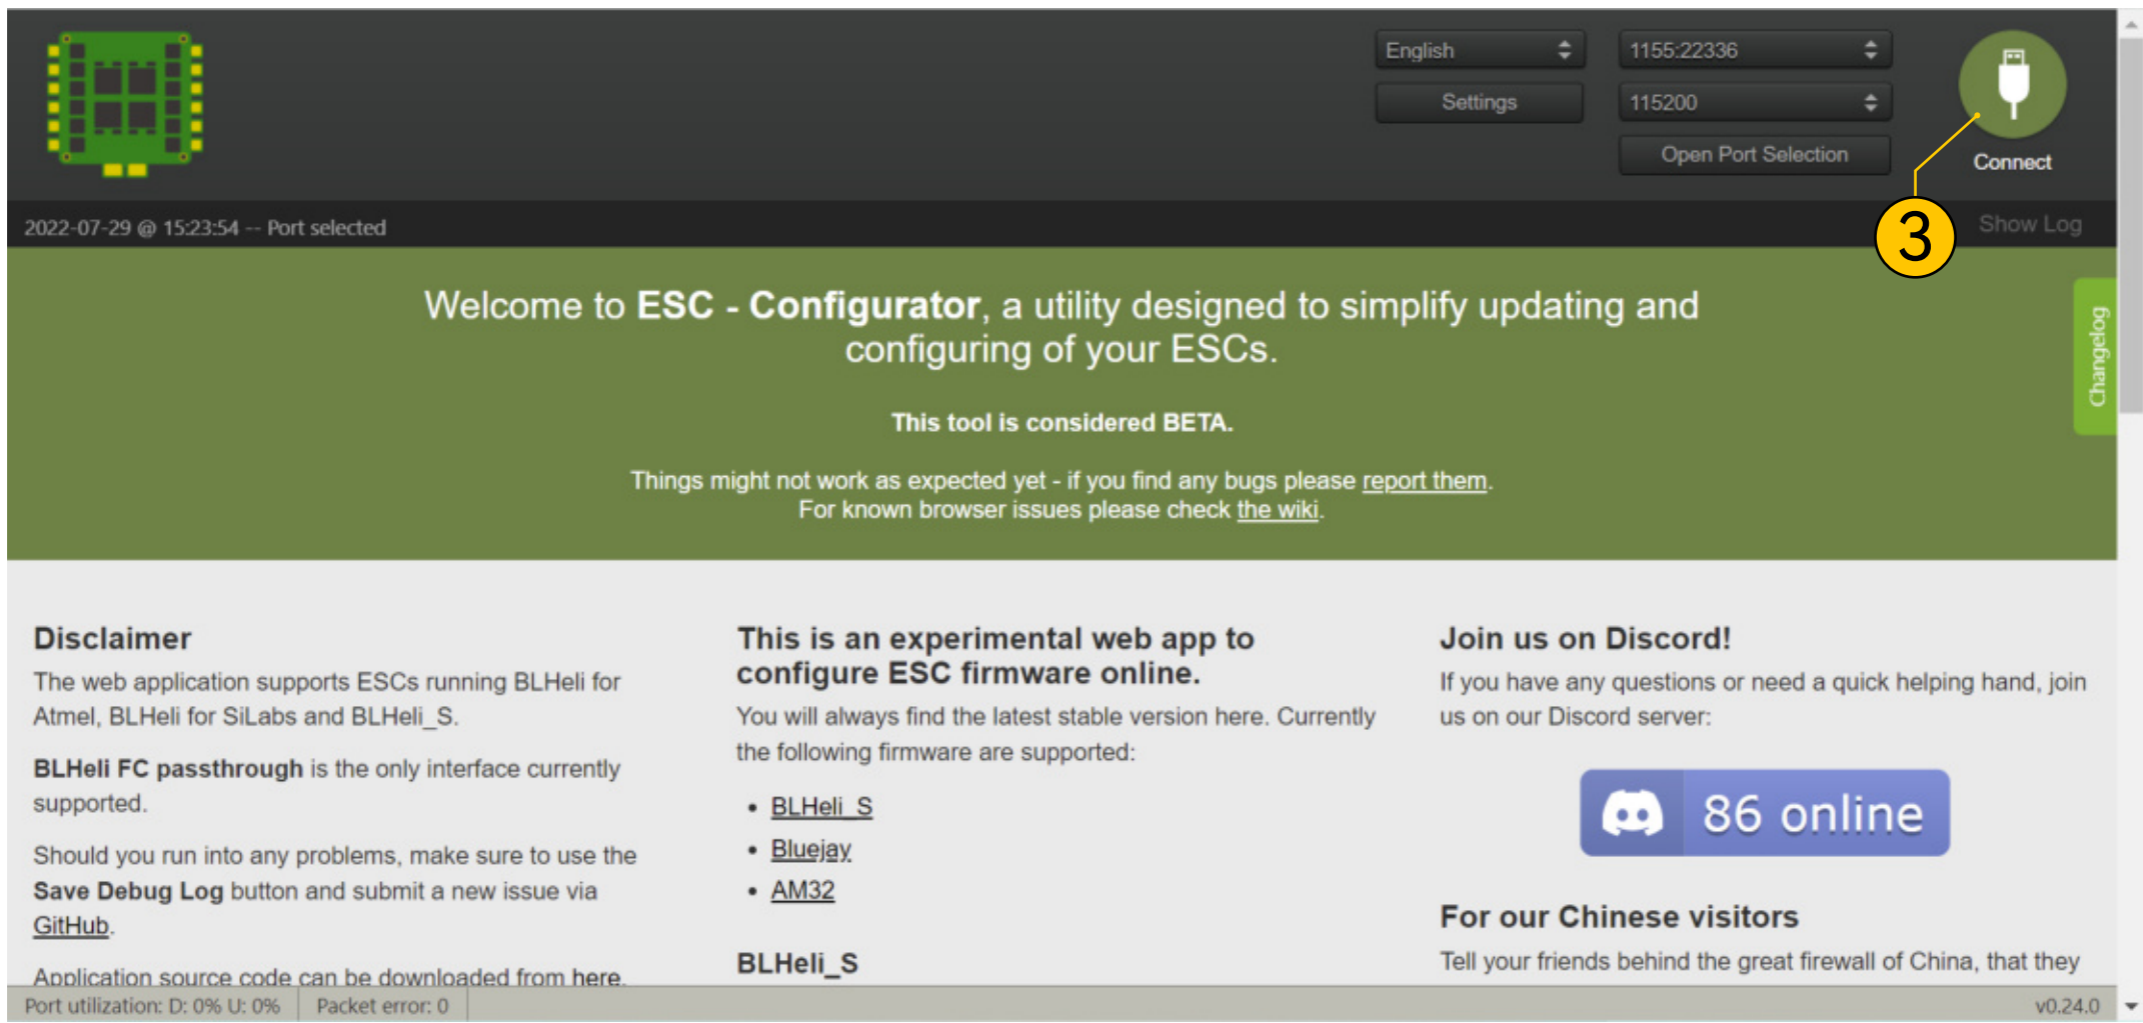 English
1155:22336
Settings
115200
Open Port Selection
Connect
3
2022-07-29 @ 15:23:54 -- Port selected
Show Log
Welcome to ESC - Configurator, a utility designed to simplify updating and
configuring of your ESCs.
This tool is considered BETA.
Things might not work as expected yet - if you find any bugs please report them.
For known browser issues please check the wiki.
Changelog
Disclaimer
The web application supports ESCs running BLHeli for
Atmel, BLHeli for SiLabs and BLHeli_S.
BLHeli FC passthrough is the only interface currently
supported.
Should you run into any problems, make sure to use the
Save Debug Log button and submit a new issue via
GitHub.
Application source code can be downloaded from here.
This is an experimental web app to
configure ESC firmware online.
You will always find the latest stable version here. Currently
the following firmware are supported:
• BLHeli_S
• Bluejay
• AM32
BLHeli_S
Join us on Discord!
If you have any questions or need a quick helping hand, join
us on our Discord server:
86 online
For our Chinese visitors
Tell your friends behind the great firewall of China, that they
Port utilization: D: 0% U: 0%
Packet error: 0
v0.24.0